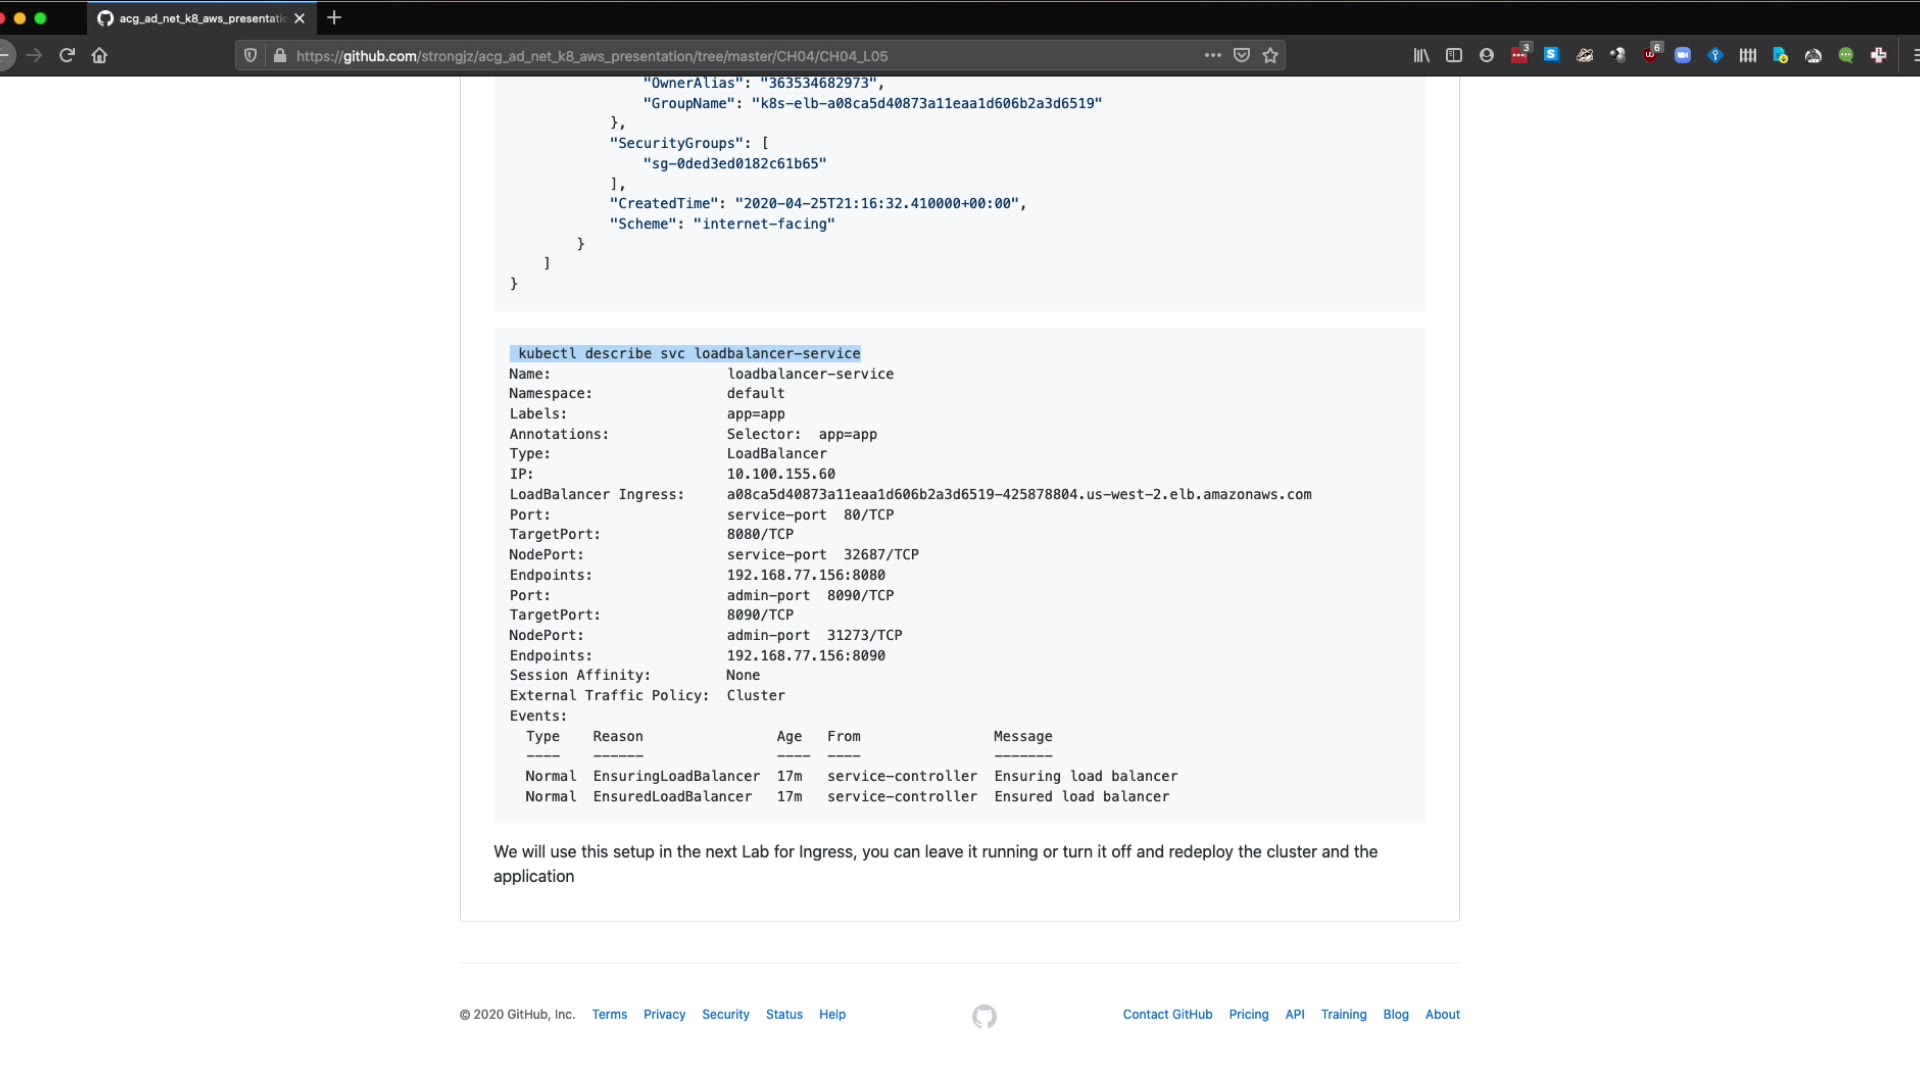 acg_ad_net_k8_aws_presentatic
https://github.com/strongjz/acg_ad_net_k8_aws_presentation/tree/master/CH04/CH04_L05
3
6
"OwnerAlias": "363534682973",
"GroupName": "k8s-elb-a08ca5d40873a11eaa1d606b2a3d6519"
},
"SecurityGroups": [
"sg-0ded3ed0182c61b65"
],
"CreatedTime": "2020-04-25T21:16:32.410000+00:00",
"Scheme": "internet-facing"
}
]
}
kubectl describe svc loadbalancer-service
Name: loadbalancer-service
Namespace: default
Labels: app=app
Annotations: Selector: app=app
Type: LoadBalancer
IP: 10.100.155.60
LoadBalancer Ingress: a08ca5d40873a11eaa1d606b2a3d6519-425878804.us-west-2.elb.amazonaws.com
Port: service-port 80/TCP
TargetPort: 8080/TCP
NodePort: service-port 32687/TCP
Endpoints: 192.168.77.156:8080
Port: admin-port 8090/TCP
TargetPort: 8090/TCP
NodePort: admin-port 31273/TCP
Endpoints: 192.168.77.156:8090
Session Affinity: None
External Traffic Policy: Cluster
Events:
Type Reason Age From Message
---- ------ ---- ---- -------
Normal EnsuringLoadBalancer 17m service-controller Ensuring load balancer
Normal EnsuredLoadBalancer 17m service-controller Ensured load balancer
We will use this setup in the next Lab for Ingress, you can leave it running or turn it off and redeploy the cluster and the
application
© 2020 GitHub, Inc. Terms Privacy Security Status Help Contact GitHub Pricing API Training Blog About